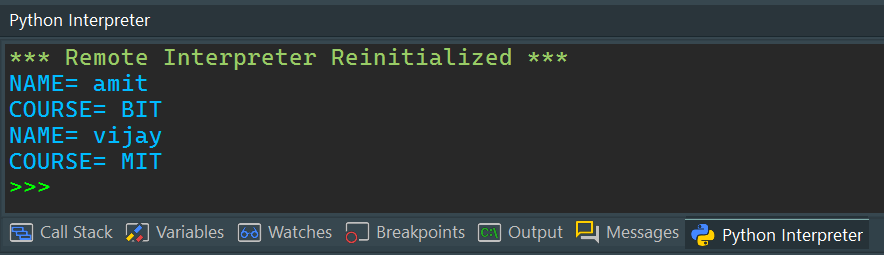 Python Interpreter
*** Remote Interpreter Reinitialized ***
NAME= amit
COURSE= BIT
NAME= vijay
COURSE= MIT
>>>
Call Stack Variables Watches Breakpoints C:\ Output Messages Python Interpreter